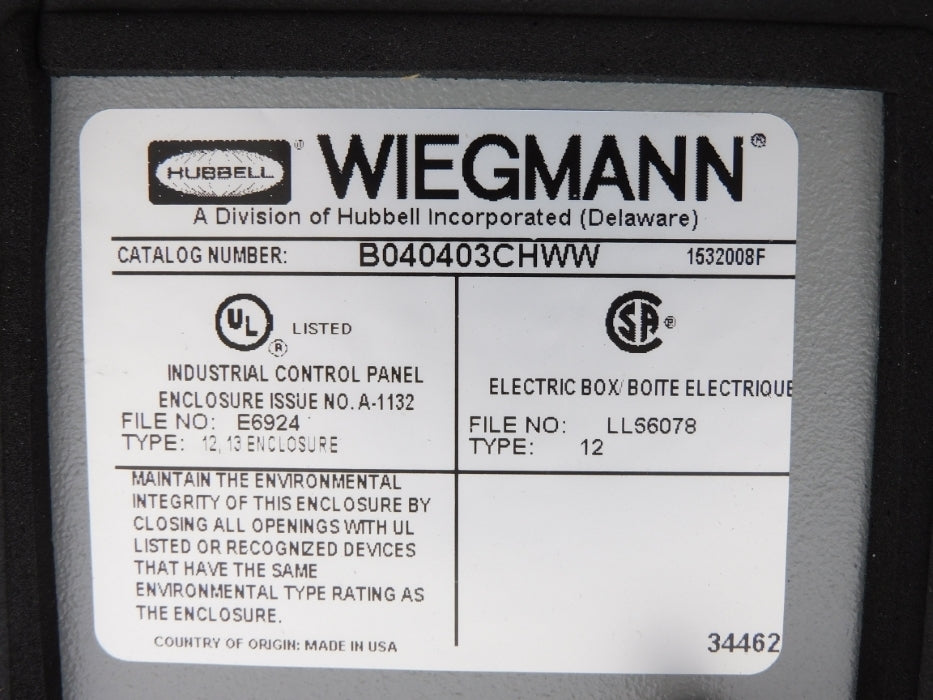 HUBBELL ® WIEGMANN ®
A Division of Hubbell Incorporated (Delaware)
CATALOG NUMBER: B040403CHWW 1532008F
UL LISTED
®
INDUSTRIAL CONTROL PANEL
ENCLOSURE ISSUE NO. A-1132
FILE NO: E6924
TYPE: 12, 13 ENCLOSURE
SA ®
ELECTRIC BOX/BOITE ELECTRIQUE
FILE NO: LLS6078
TYPE: 12
MAINTAIN THE ENVIRONMENTAL
INTEGRITY OF THIS ENCLOSURE BY
CLOSING ALL OPENINGS WITH UL
LISTED OR RECOGNIZED DEVICES
THAT HAVE THE SAME
ENVIRONMENTAL TYPE RATING AS
THE ENCLOSURE.
COUNTRY OF ORIGIN: MADE IN USA
34462